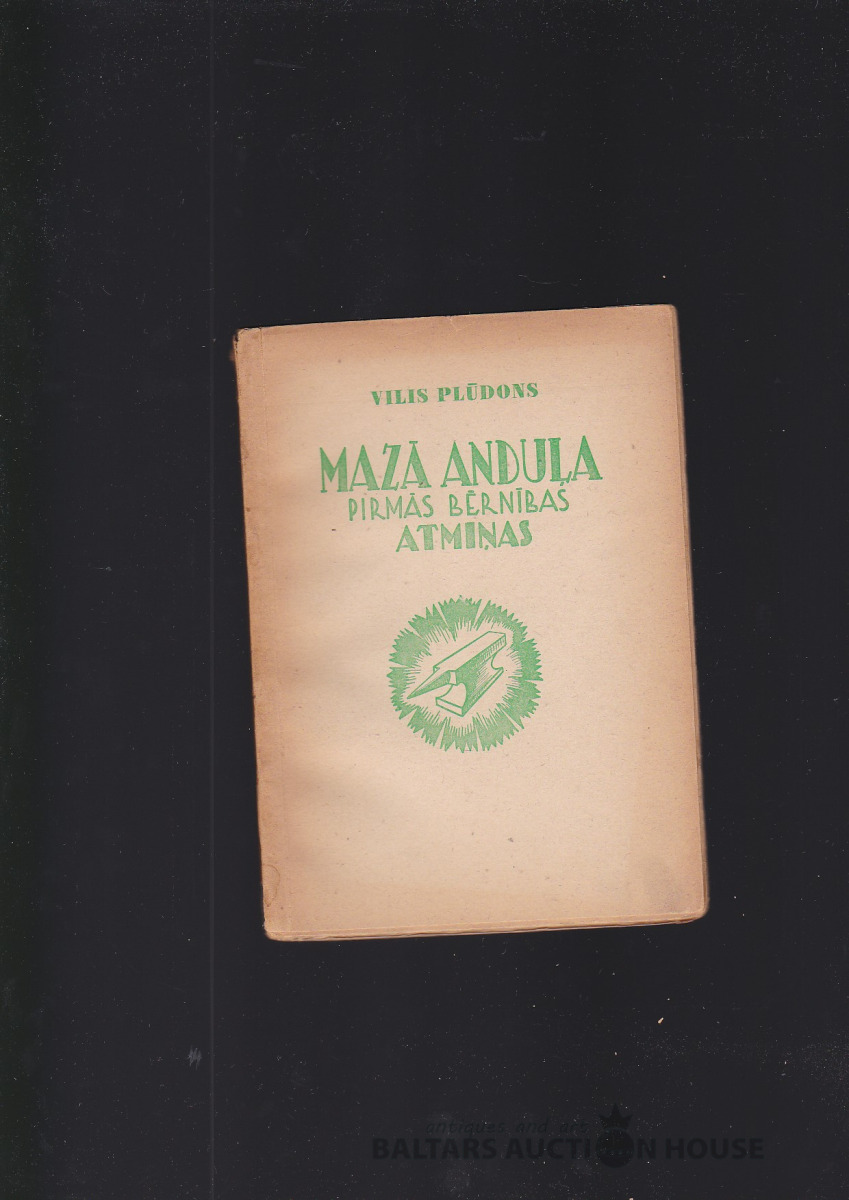 VILIS PLŪDONS
MAZĀ ANDUĻA
PIRMĀS BĒRNĪBAS
ATMIŅAS
antiques and art
BALTARS AUCTION HOUSE